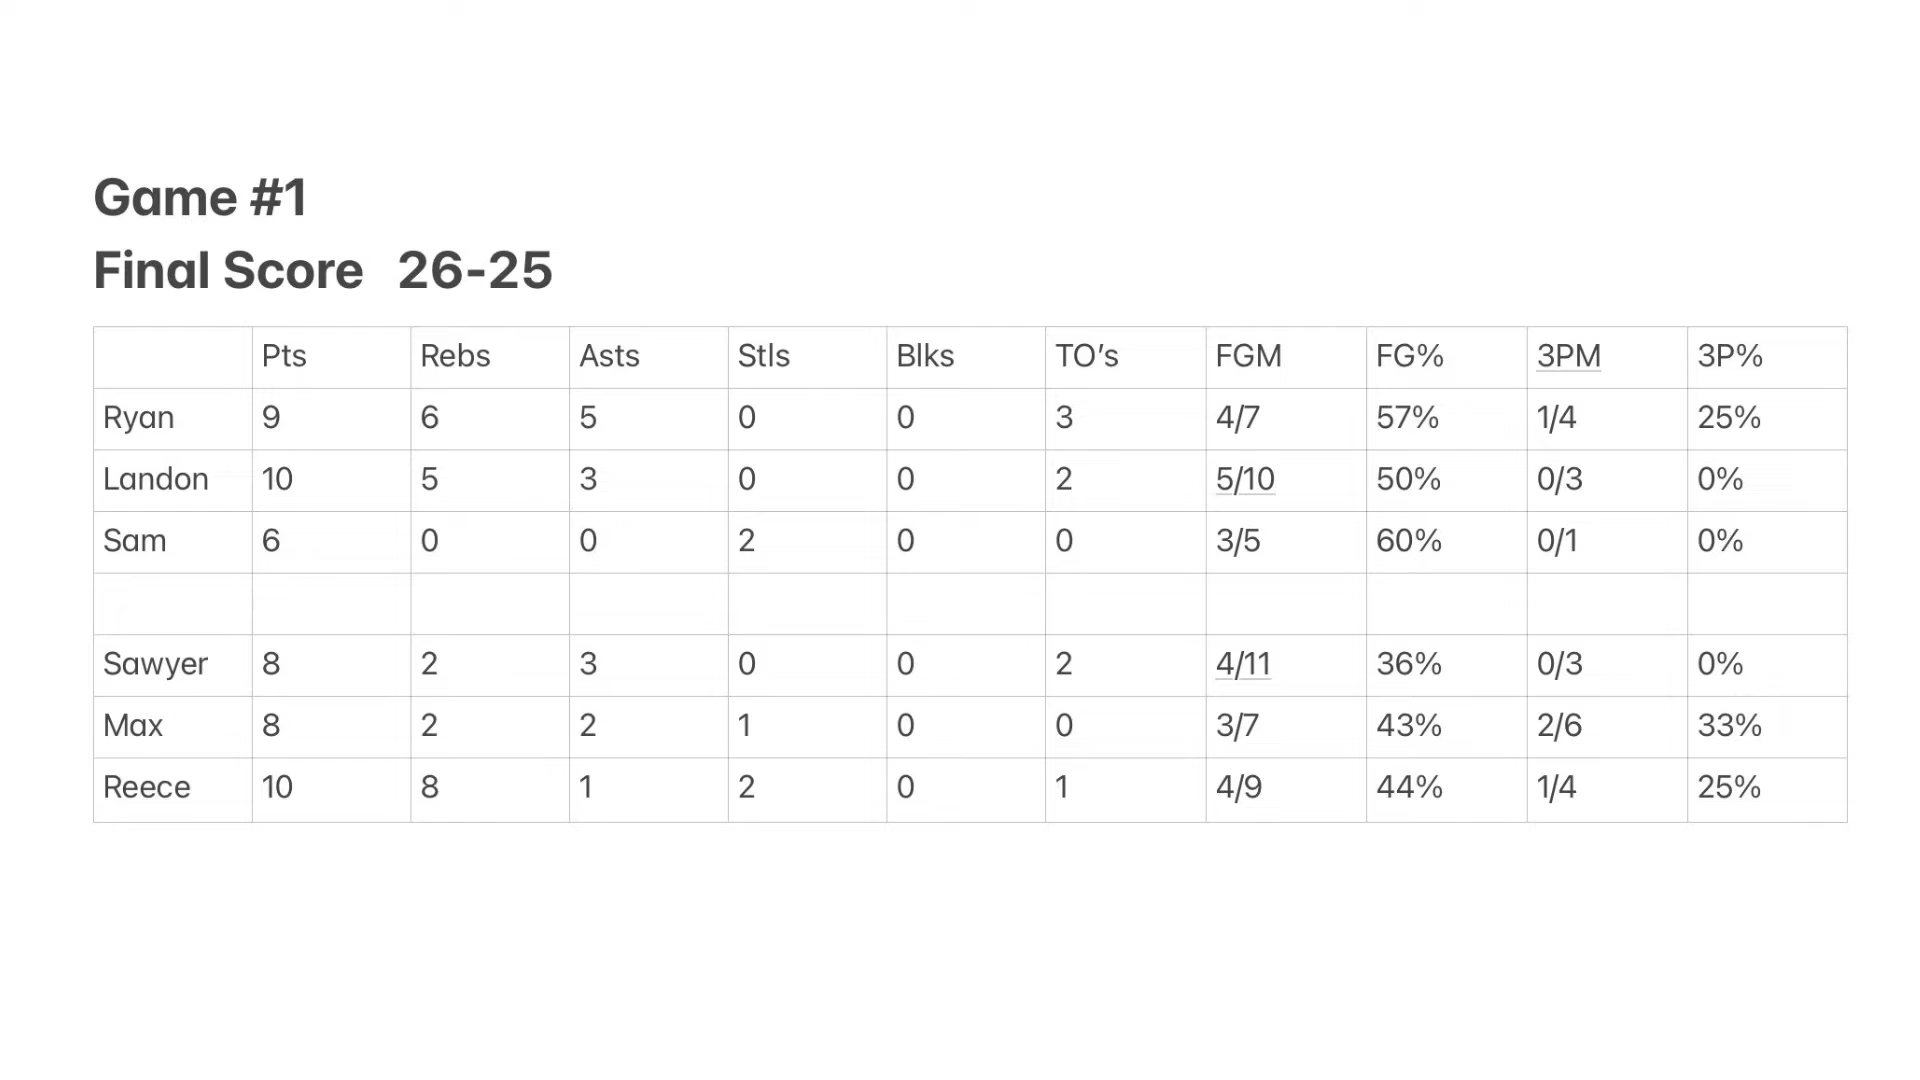 Game #1
Final Score 26-25
Pts Rebs Asts Stls Blks TO’s FGM FG% 3PM 3P%
Ryan 9 6 5 0 0 3 4/7 57% 1/4 25%
Landon 10 5 3 0 0 2 5/10 50% 0/3 0%
Sam 6 0 0 2 0 0 3/5 60% 0/1 0%
Sawyer 8 2 3 0 0 2 4/11 36% 0/3 0%
Max 8 2 2 1 0 0 3/7 43% 2/6 33%
Reece 10 8 1 2 0 1 4/9 44% 1/4 25%